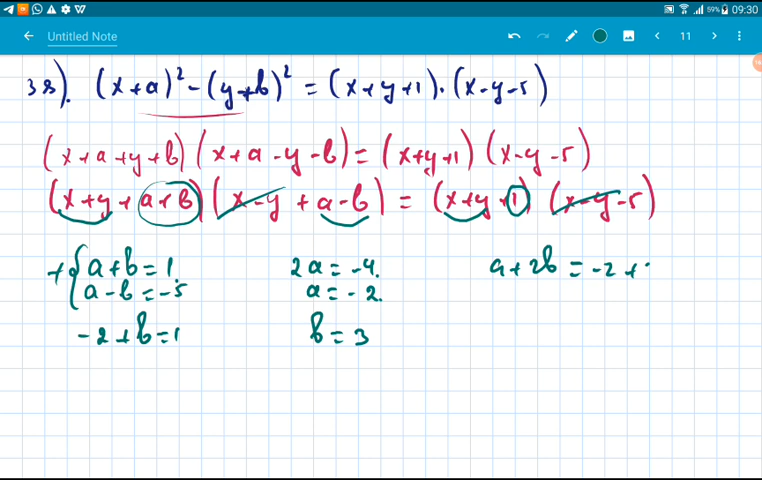 59% 09:30
Untitled Note 11
38). (x+a)² - (y+b)² = (x+y+1)·(x-y-5)
(x+a+y+b)(x+a-y-b) = (x+y+1)(x-y-5)
(x+y+a+b)(x-y+a-b) = (x+y+1)(x-y-5)
+{ a+b=1. 2a=-4. a+2b=-2+
a-b=-5 a=-2.
-2+b=1 b=3